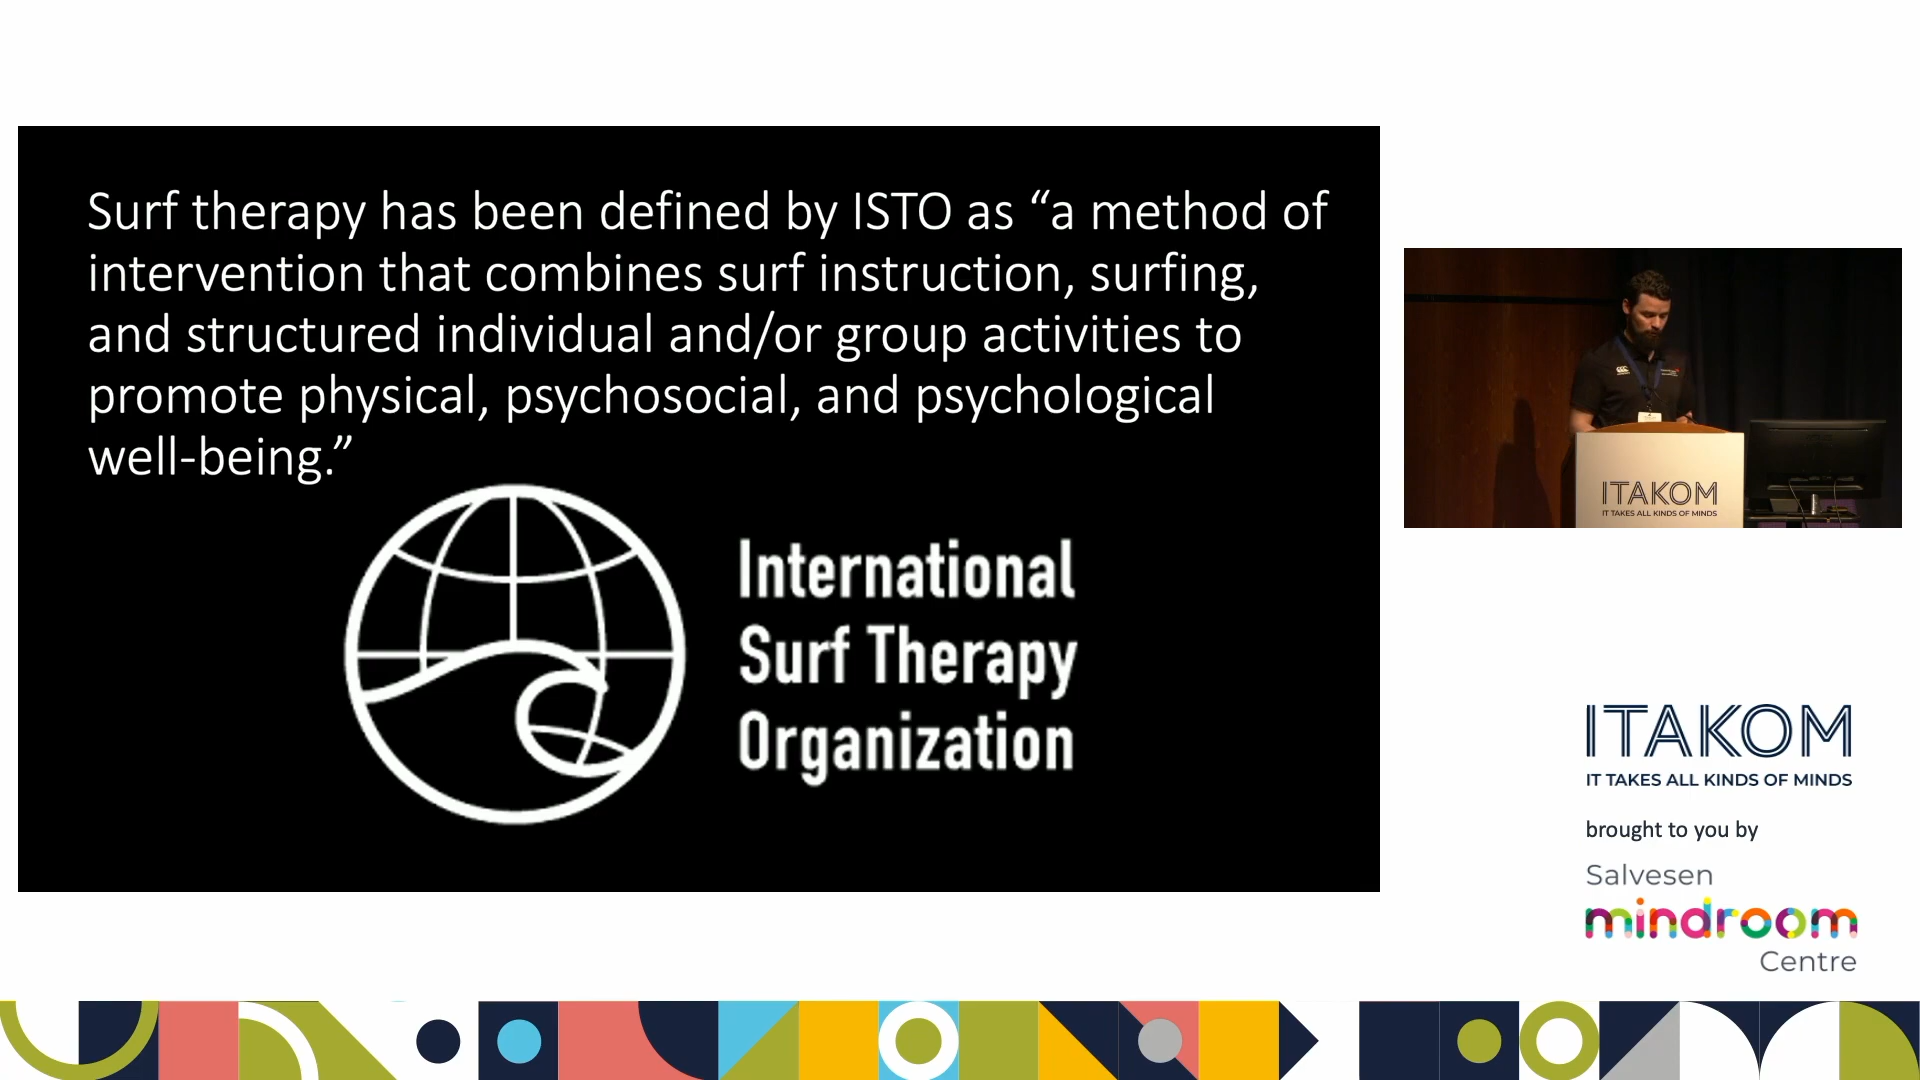 Surf therapy has been defined by ISTO as “a method of
intervention that combines surf instruction, surfing,
and structured individual and/or group activities to
promote physical, psychosocial, and psychological
well-being.”
International
Surf Therapy
Organization
ITAKOM
IT TAKES ALL KINDS OF MINDS
ITAKOM
IT TAKES ALL KINDS OF MINDS
brought to you by
Salvesen
mindroom
Centre